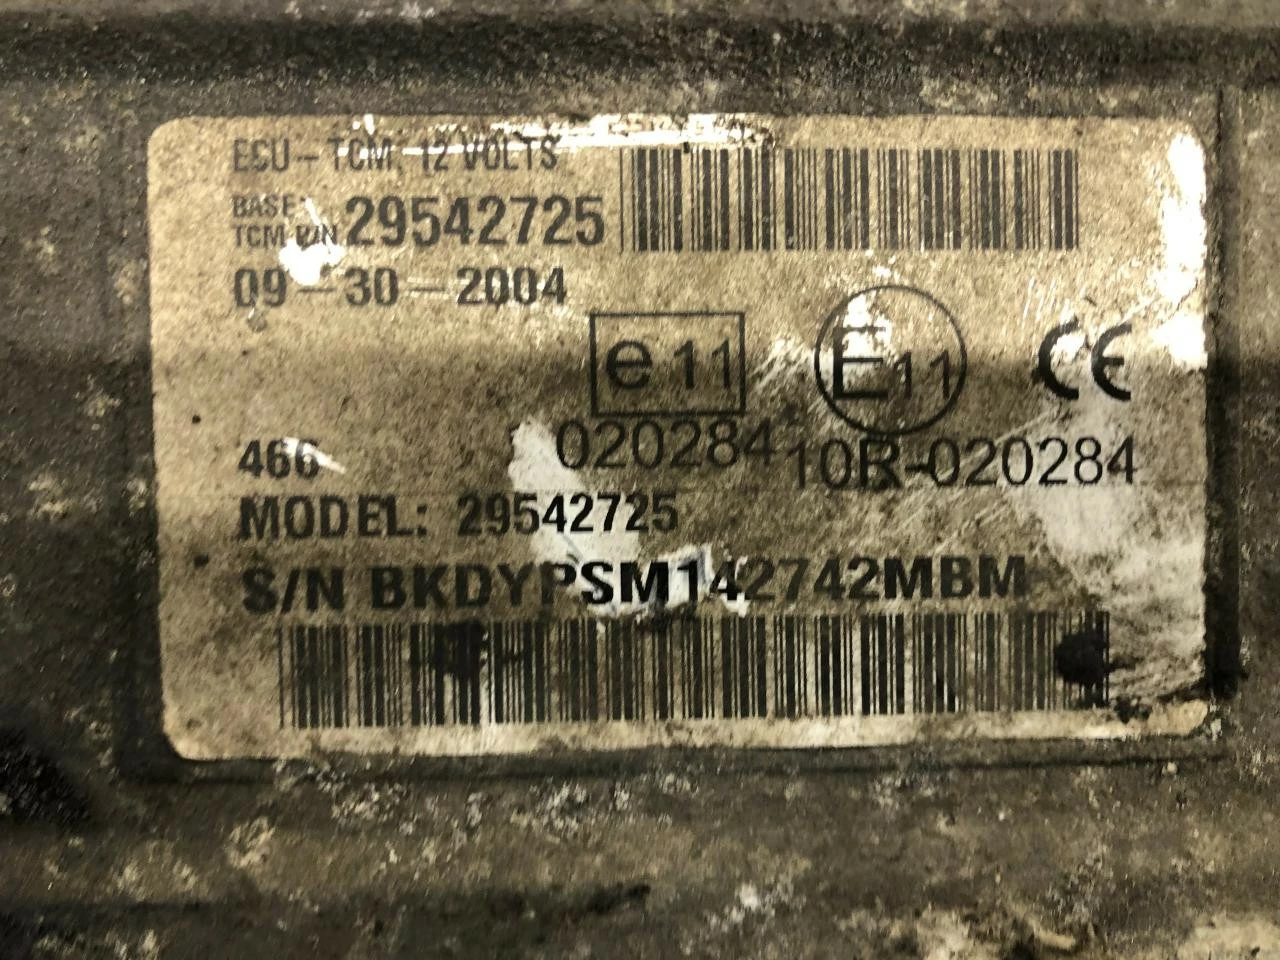 ECU - TCM, 12 VOLTS
BASE:
TCM P/N 29542725
09-30-2004
e11
E11
CE
020284
10R-020284
466
MODEL: 29542725
S/N BKDYPSM142742MBM